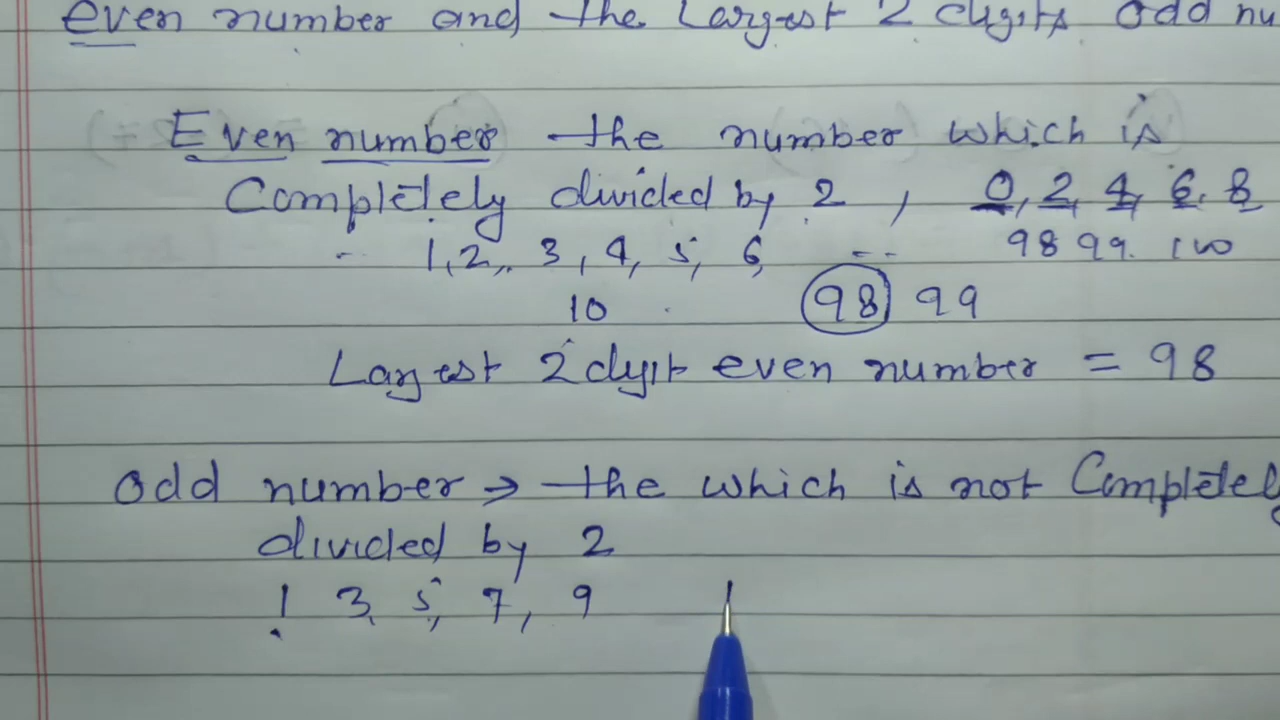 even number and the largest 2 digits odd nu
Even number the number which is
Completely divided by 2 , 0, 2, 4, 6, 8
-- 1, 2, 3, 4, 5, 6, -- 98 99. 100
10 . 98 99
Largest 2 digit even number = 98
odd number → the which is not Completely
divided by 2
1 3, 5, 7, 9 1